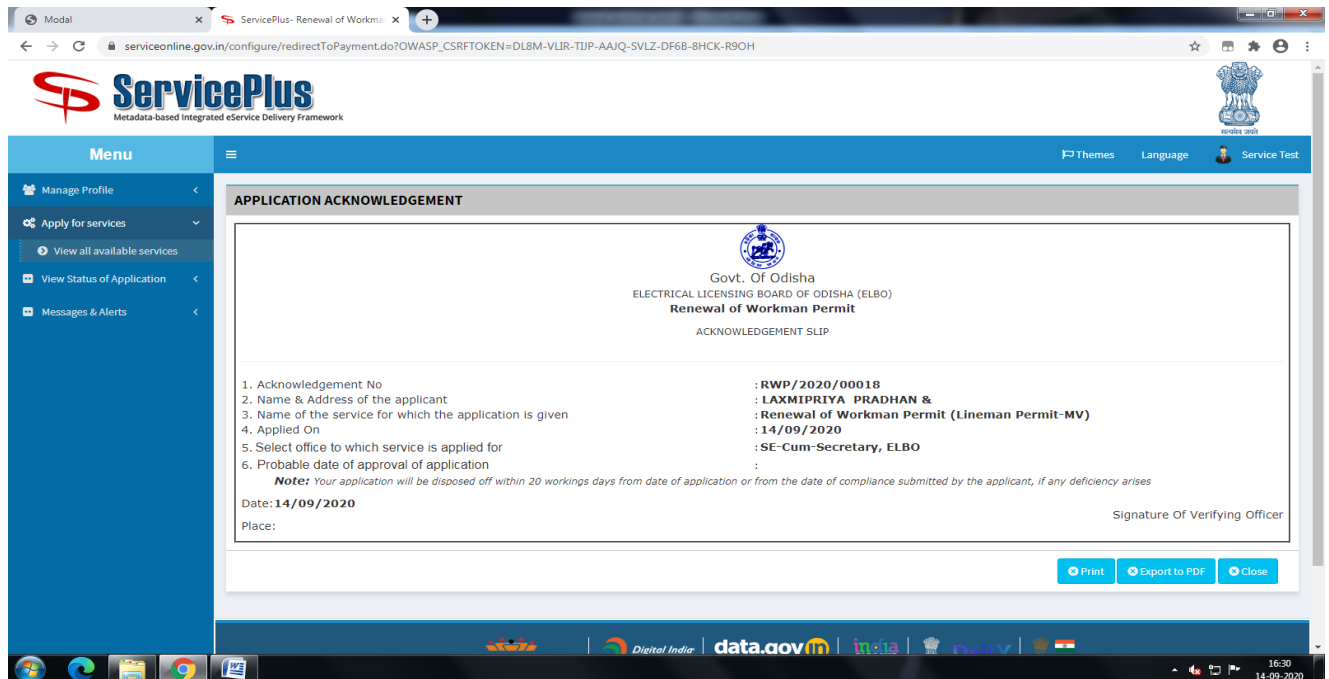 Modal
ServicePlus- Renewal of Workma
serviceonline.gov.in/configure/redirectToPayment.do?OWASP_CSRFTOKEN=DL8M-VLIR-TIJP-AAJQ-SVLZ-DF6B-8HCK-R9OH
ServicePlus
Metadata-based Integrated eService Delivery Framework
सत्यमेव जयते
Menu
Themes Language Service Test
Manage Profile
Apply for services
View all available services
View Status of Application
Messages & Alerts
APPLICATION ACKNOWLEDGEMENT
Govt. Of Odisha
ELECTRICAL LICENSING BOARD OF ODISHA (ELBO)
Renewal of Workman Permit
ACKNOWLEDGEMENT SLIP
1. Acknowledgement No : RWP/2020/00018
2. Name & Address of the applicant : LAXMIPRIYA PRADHAN &
3. Name of the service for which the application is given : Renewal of Workman Permit (Lineman Permit-MV)
4. Applied On : 14/09/2020
5. Select office to which service is applied for : SE-Cum-Secretary, ELBO
6. Probable date of approval of application :
Note: Your application will be disposed off within 20 workings days from date of application or from the date of compliance submitted by the applicant, if any deficiency arises
Date:14/09/2020
Signature Of Verifying Officer
Place:
Print Export to PDF Close
Digital India data.gov in india
16:30
14-09-2020